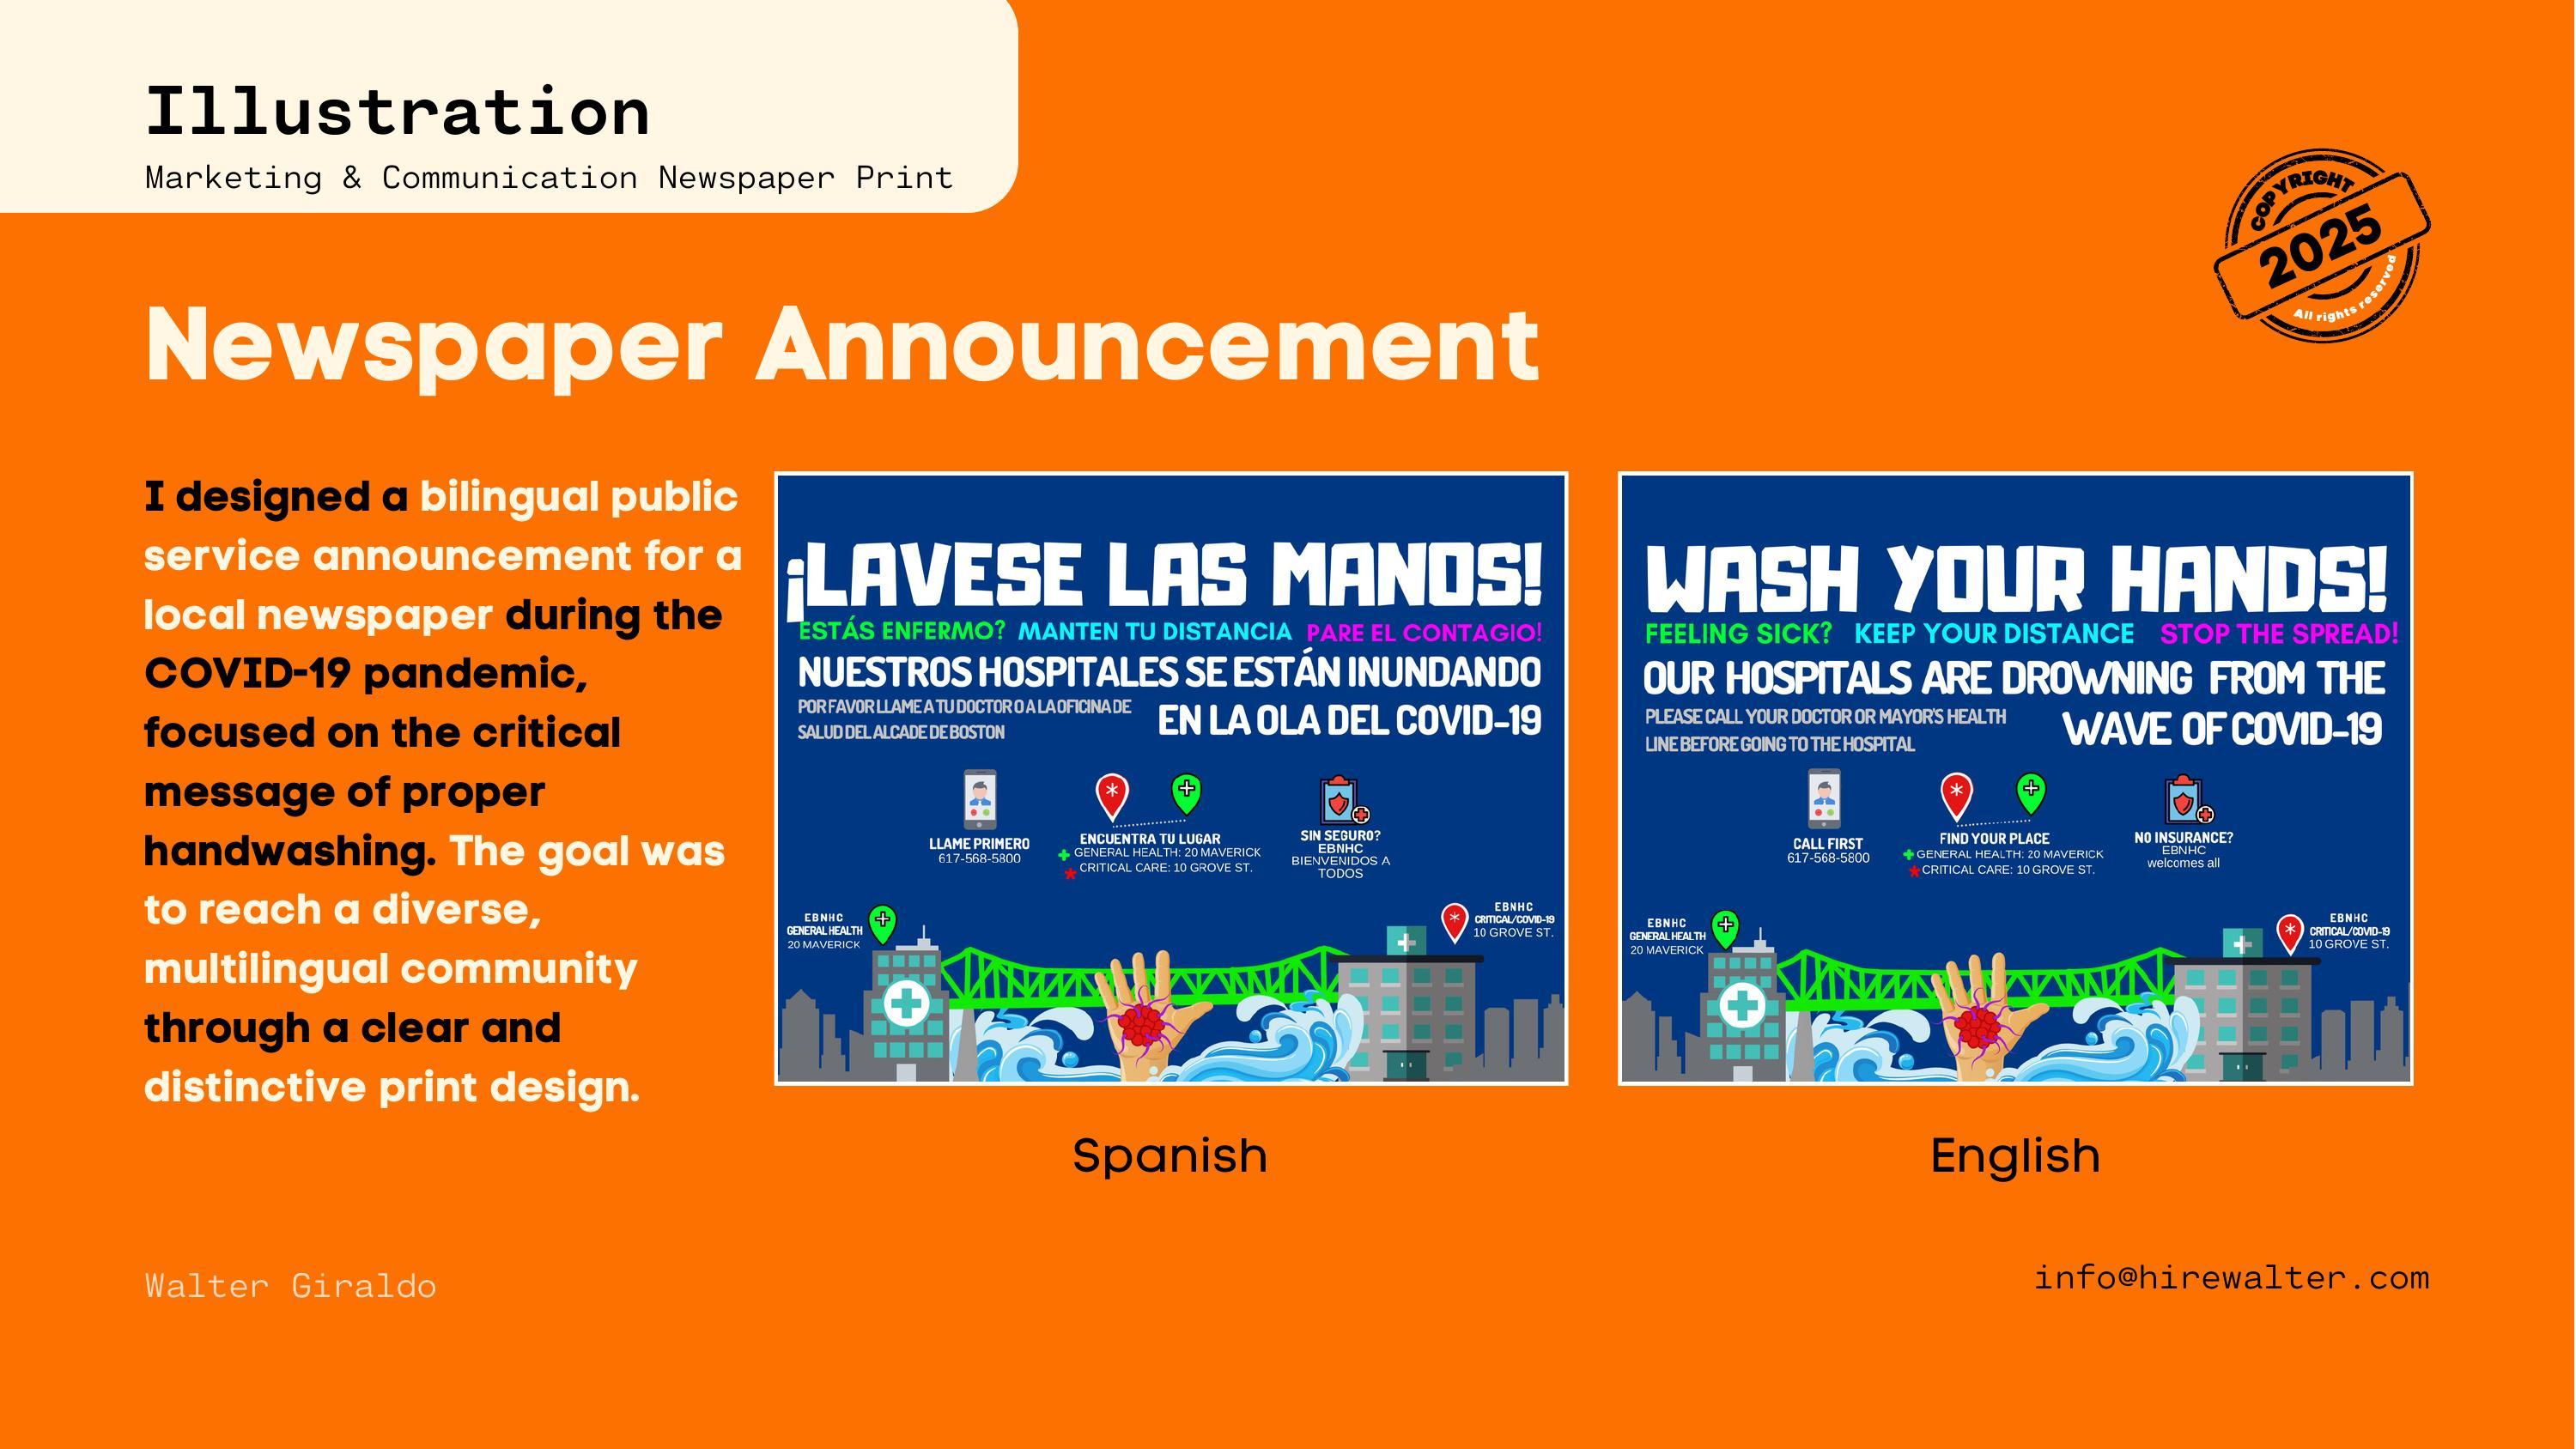 Illustration
Marketing & Communication Newspaper Print
COPYRIGHT
2025
All rights reserved
Newspaper Announcement
I designed a bilingual public
service announcement for a
local newspaper during the
COVID-19 pandemic,
focused on the critical
message of proper
handwashing. The goal was
to reach a diverse,
multilingual community
through a clear and
distinctive print design.
¡LAVESE LAS MANOS!
ESTÁS ENFERMO? MANTEN TU DISTANCIA PARE EL CONTAGIO!
NUESTROS HOSPITALES SE ESTÁN INUNDANDO
EN LA OLA DEL COVID-19
POR FAVOR LLAME A TU DOCTOR O A LA OFICINA DE
SALUD DEL ALCADE DE BOSTON
LLAME PRIMERO
617-568-5800
ENCUENTRA TU LUGAR
GENERAL HEALTH: 20 MAVERICK
CRITICAL CARE: 10 GROVE ST.
SIN SEGURO?
EBNHC
BIENVENIDOS A
TODOS
EBNHC
GENERAL HEALTH
20 MAVERICK
EBNHC
CRITICAL/COVID-19
10 GROVE ST.
Spanish
WASH YOUR HANDS!
FEELING SICK? KEEP YOUR DISTANCE STOP THE SPREAD!
OUR HOSPITALS ARE DROWNING FROM THE
WAVE OF COVID-19
PLEASE CALL YOUR DOCTOR OR MAYOR'S HEALTH
LINE BEFORE GOING TO THE HOSPITAL
CALL FIRST
617-568-5800
FIND YOUR PLACE
GENERAL HEALTH: 20 MAVERICK
CRITICAL CARE: 10 GROVE ST.
NO INSURANCE?
EBNHC
welcomes all
EBNHC
GENERAL HEALTH
20 MAVERICK
EBNHC
CRITICAL/COVID-19
10 GROVE ST.
English
Walter Giraldo
info@hirewalter.com